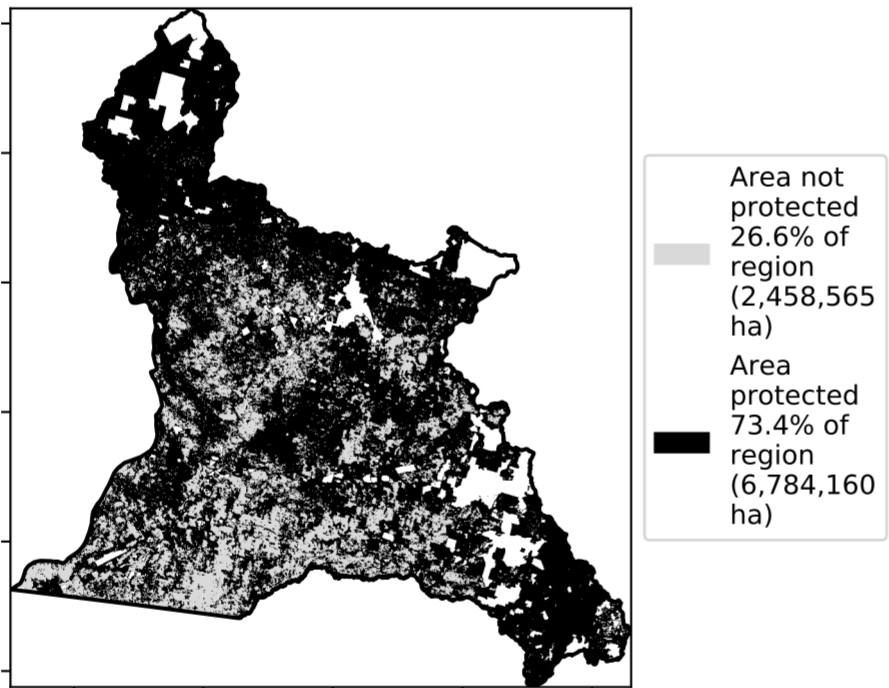 Area not
protected
26.6% of
region
(2,458,565
ha)
Area
protected
73.4% of
region
(6,784,160
ha)